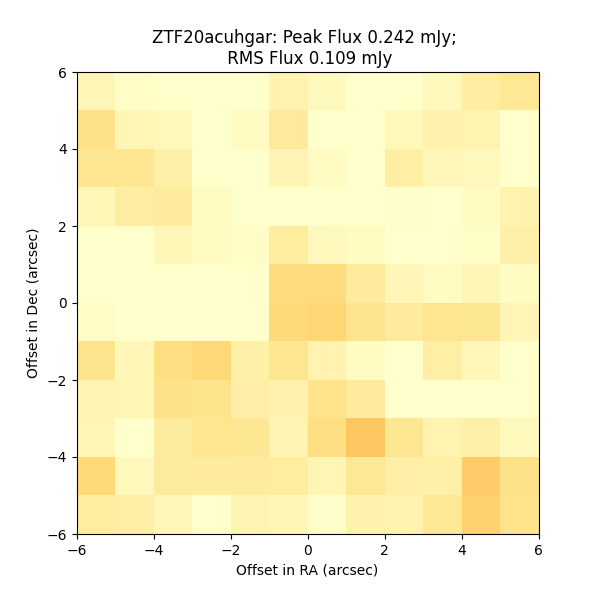 ZTF20acuhgar: Peak Flux 0.242 mJy;
RMS Flux 0.109 mJy
6
4
2
0
−2
−4
−6
Offset in Dec (arcsec)
−6 −4 −2 0 2 4 6
Offset in RA (arcsec)